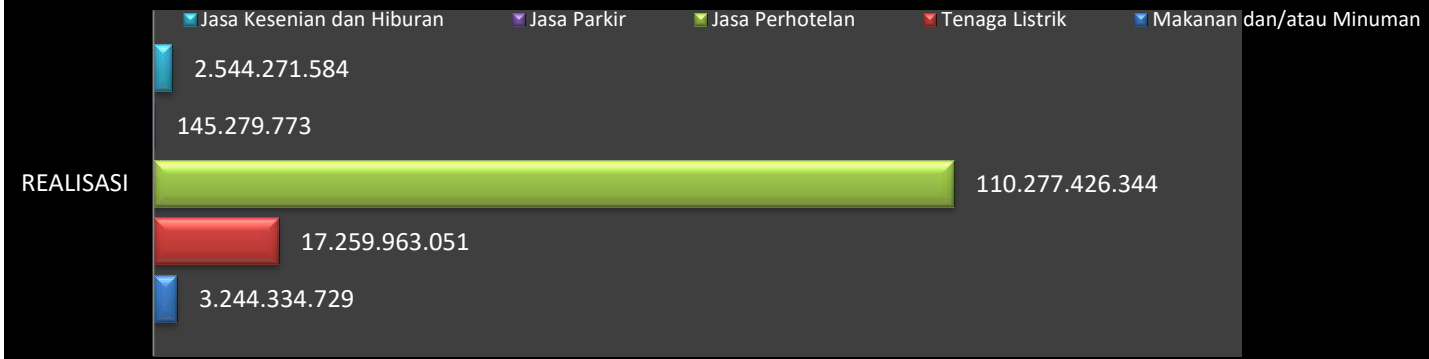 Jasa Kesenian dan Hiburan Jasa Parkir Jasa Perhotelan Tenaga Listrik Makanan dan/atau Minuman
2.544.271.584
145.279.773
REALISASI 110.277.426.344
17.259.963.051
3.244.334.729